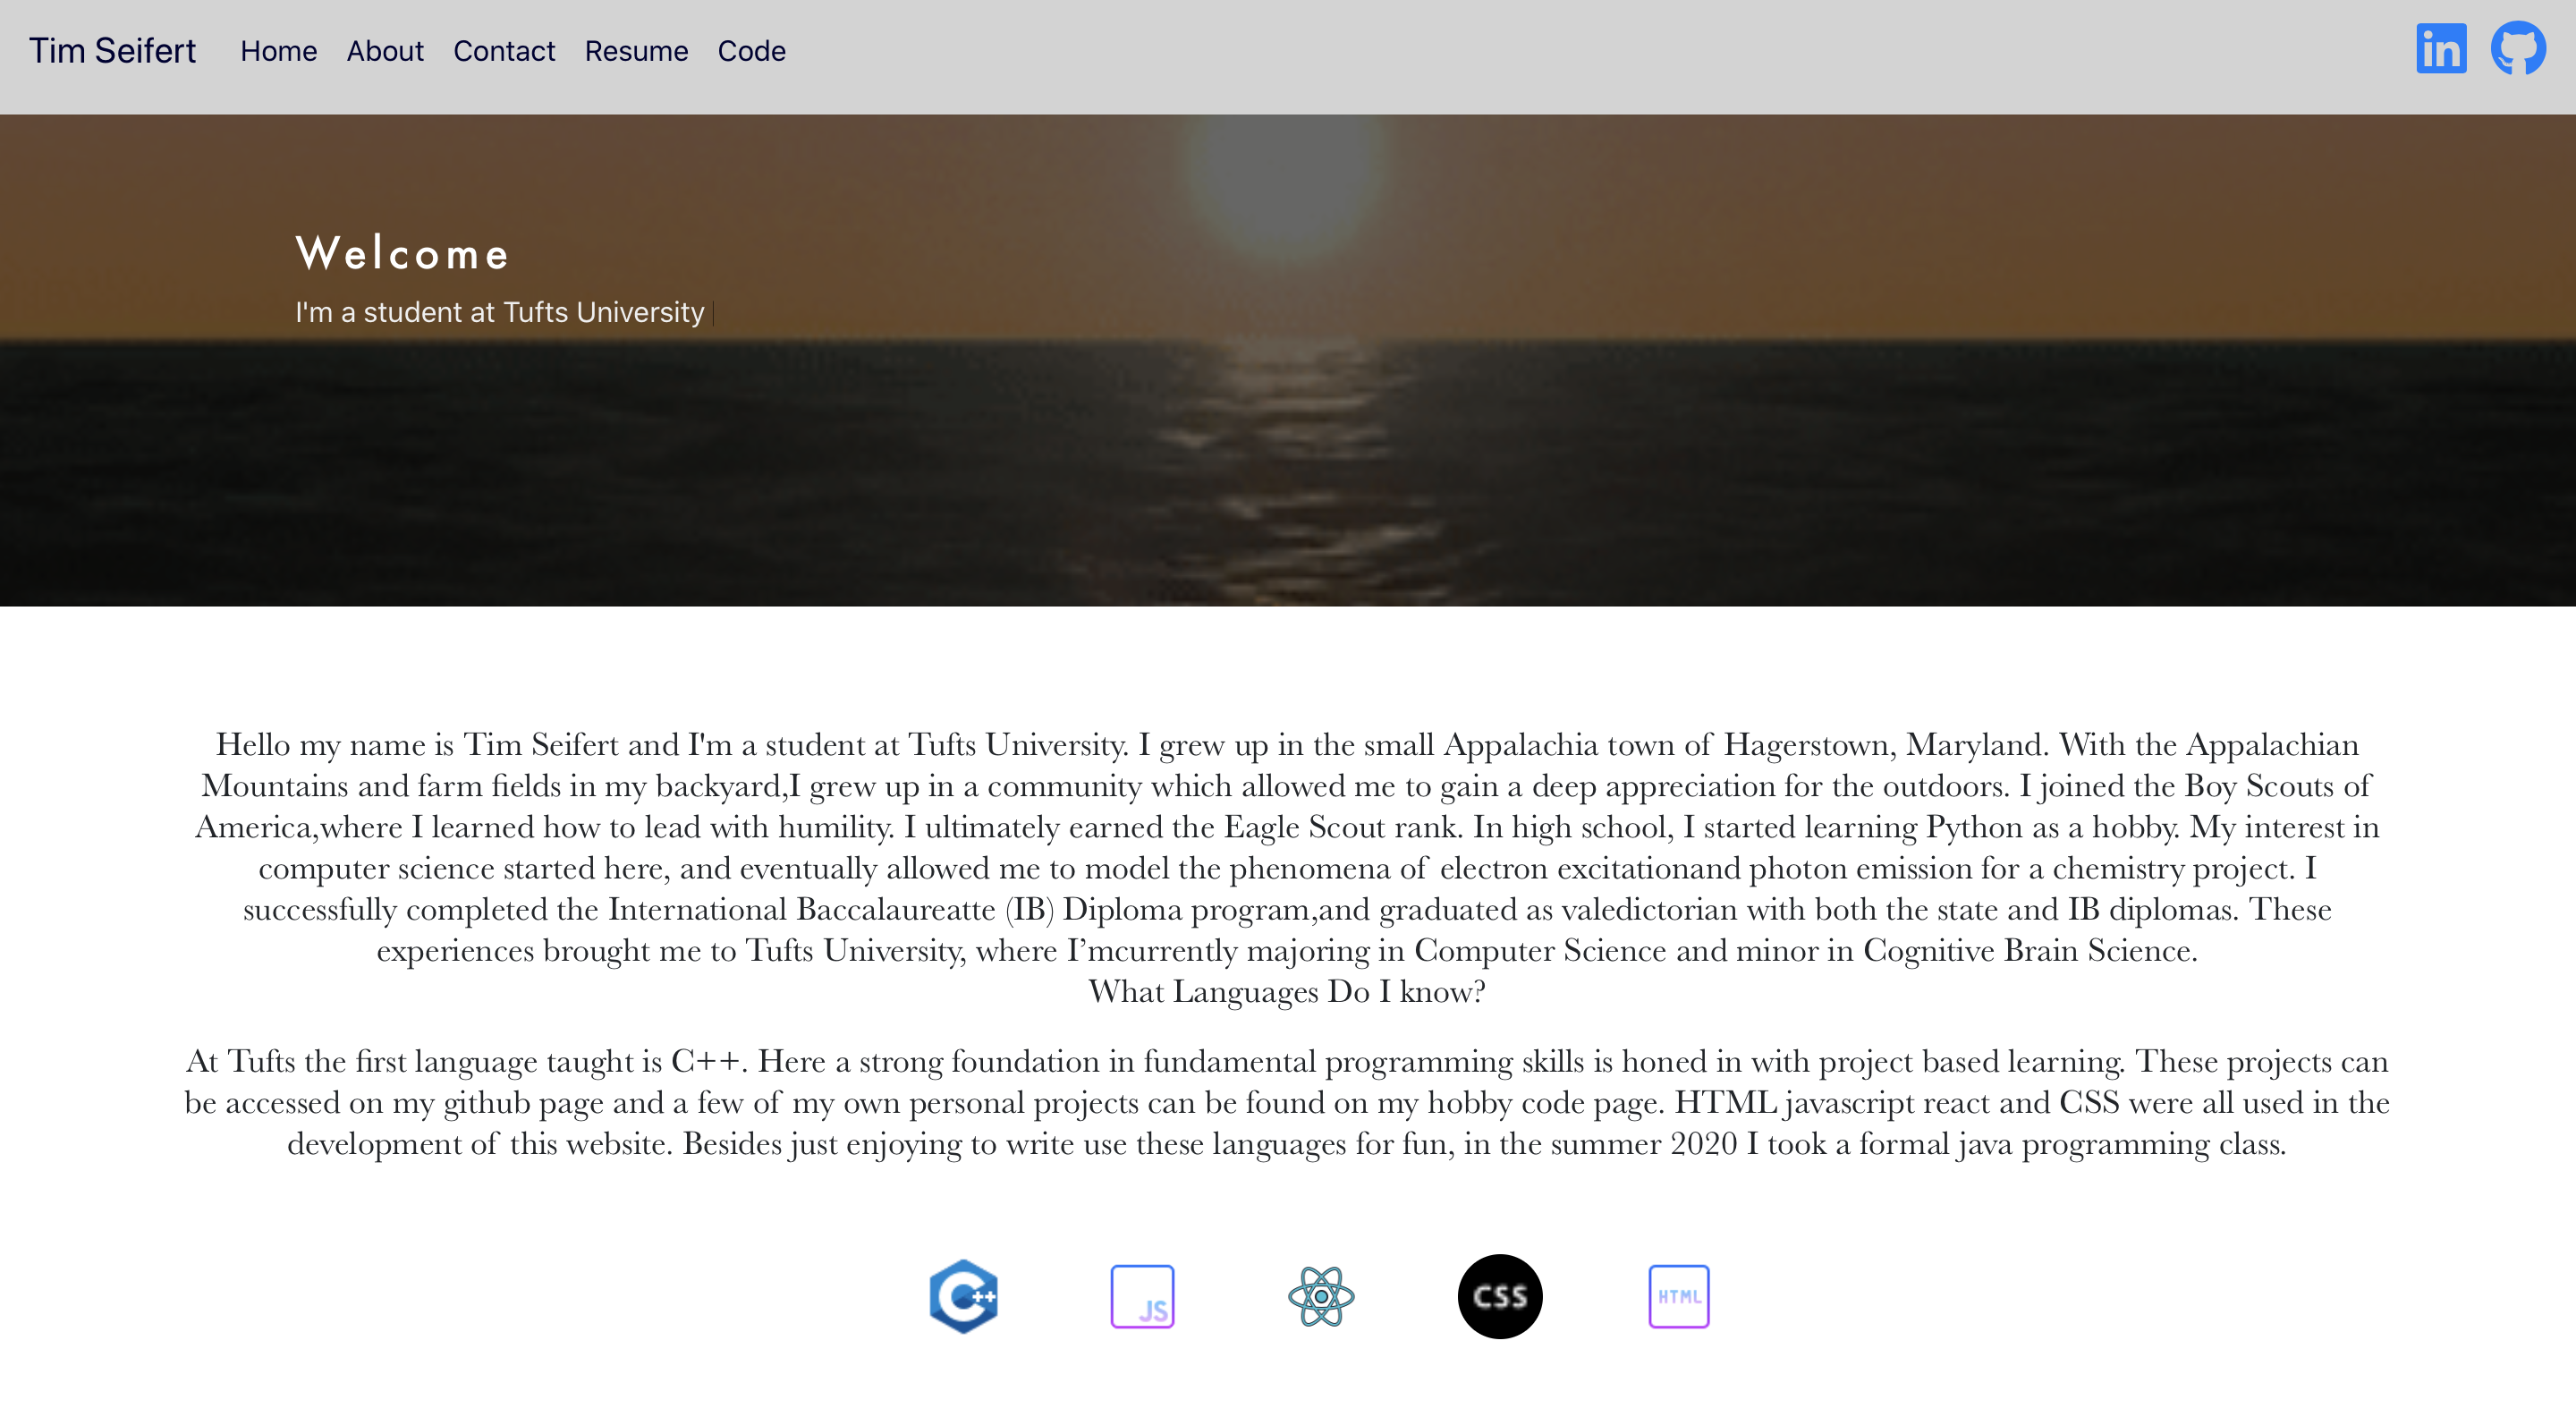 Tim Seifert Home About Contact Resume Code in
Welcome
I'm a student at Tufts University
Hello my name is Tim Seifert and I'm a student at Tufts University. I grew up in the small Appalachia town of Hagerstown, Maryland. With the Appalachian
Mountains and farm fields in my backyard,I grew up in a community which allowed me to gain a deep appreciation for the outdoors. I joined the Boy Scouts of
America,where I learned how to lead with humility. I ultimately earned the Eagle Scout rank. In high school, I started learning Python as a hobby. My interest in
computer science started here, and eventually allowed me to model the phenomena of electron excitationand photon emission for a chemistry project. I
successfully completed the International Baccalaureatte (IB) Diploma program,and graduated as valedictorian with both the state and IB diplomas. These
experiences brought me to Tufts University, where I’mcurrently majoring in Computer Science and minor in Cognitive Brain Science.
What Languages Do I know?
At Tufts the first language taught is C++. Here a strong foundation in fundamental programming skills is honed in with project based learning. These projects can
be accessed on my github page and a few of my own personal projects can be found on my hobby code page. HTML javascript react and CSS were all used in the
development of this website. Besides just enjoying to write use these languages for fun, in the summer 2020 I took a formal java programming class.
C++ JS CSS HTML